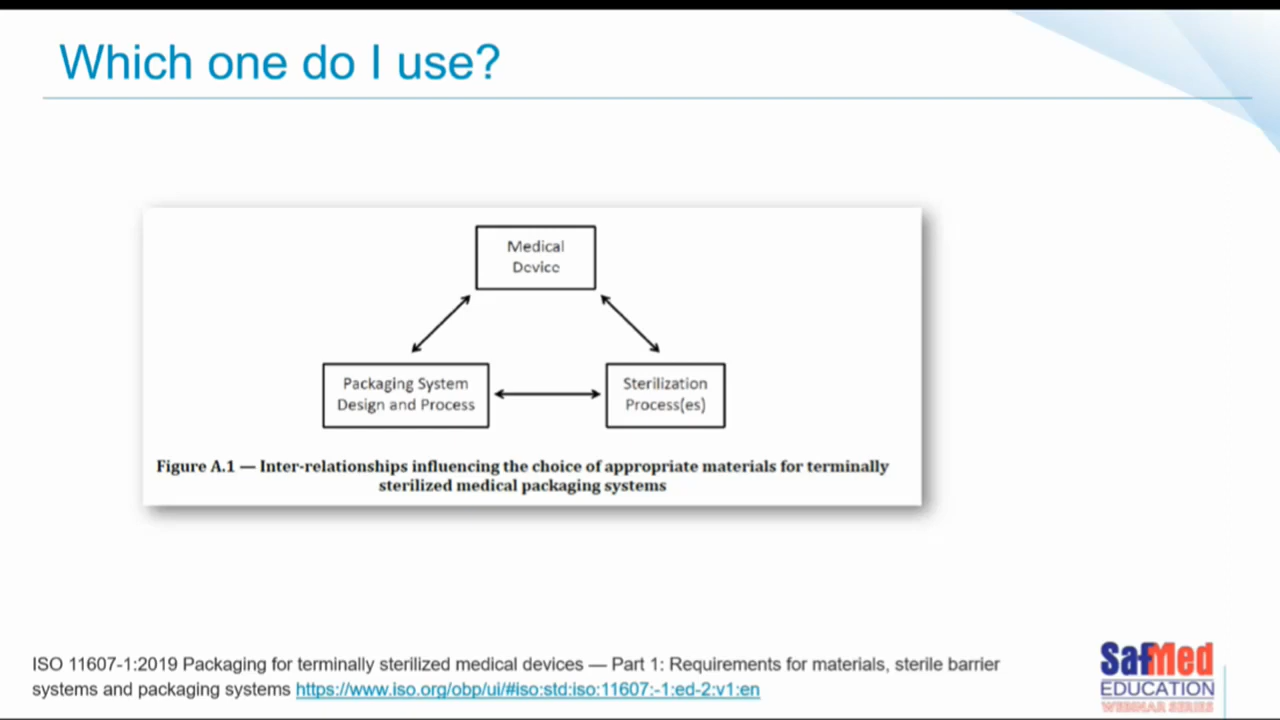 Which one do I use?
Medical
Device
Packaging System
Design and Process
Sterilization
Process(es)
Figure A.1 — Inter-relationships influencing the choice of appropriate materials for terminally
sterilized medical packaging systems
ISO 11607-1:2019 Packaging for terminally sterilized medical devices — Part 1: Requirements for materials, sterile barrier
systems and packaging systems https://www.iso.org/obp/ui/#iso:std:iso:11607:-1:ed-2:v1:en
SafMed
EDUCATION
WEBINAR SERIES